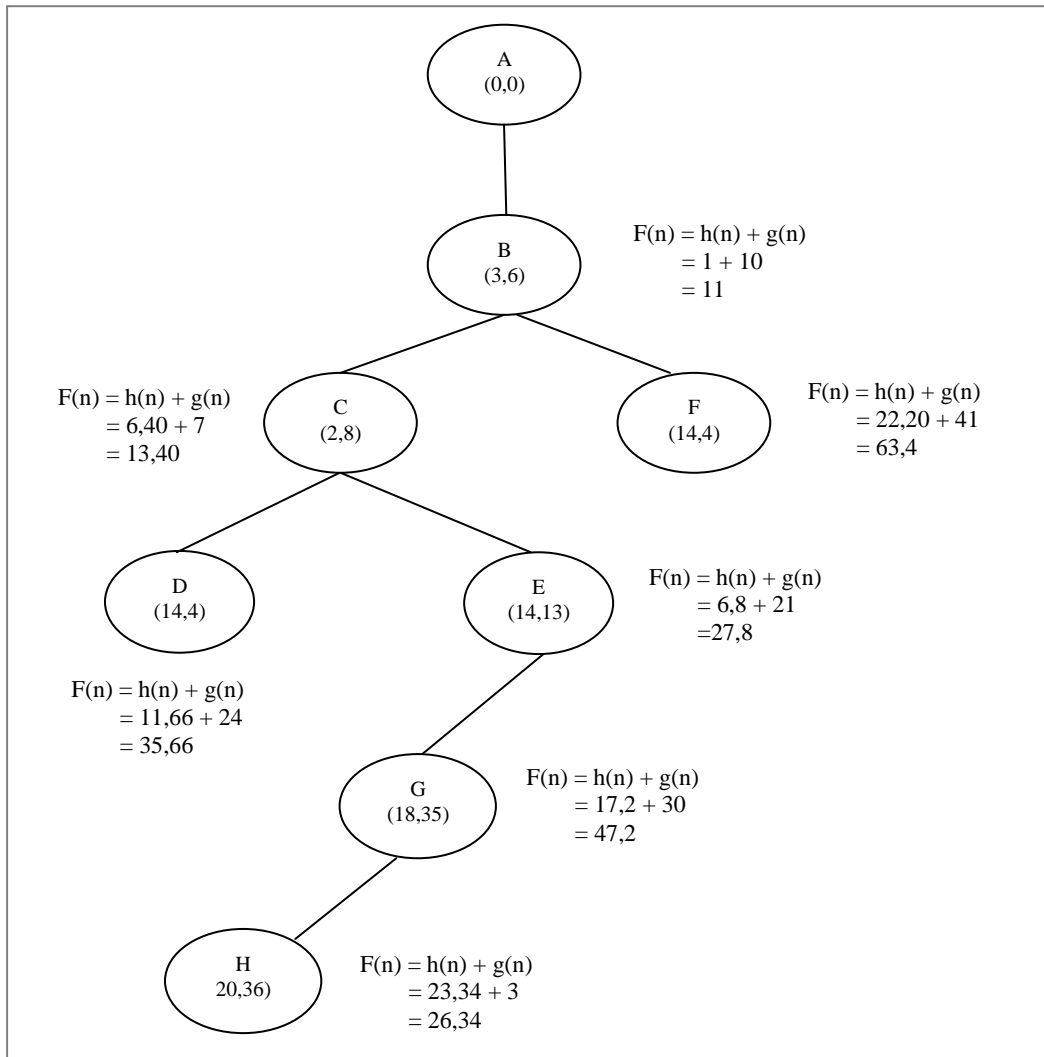 A
(0,0)
B
(3,6)
F(n) = h(n) + g(n)
= 1 + 10
= 11
F(n) = h(n) + g(n)
= 6,40 + 7
= 13,40
C
(2,8)
F
(14,4)
F(n) = h(n) + g(n)
= 22,20 + 41
= 63,4
D
(14,4)
E
(14,13)
F(n) = h(n) + g(n)
= 6,8 + 21
=27,8
F(n) = h(n) + g(n)
= 11,66 + 24
= 35,66
G
(18,35)
F(n) = h(n) + g(n)
= 17,2 + 30
= 47,2
H
20,36)
F(n) = h(n) + g(n)
= 23,34 + 3
= 26,34